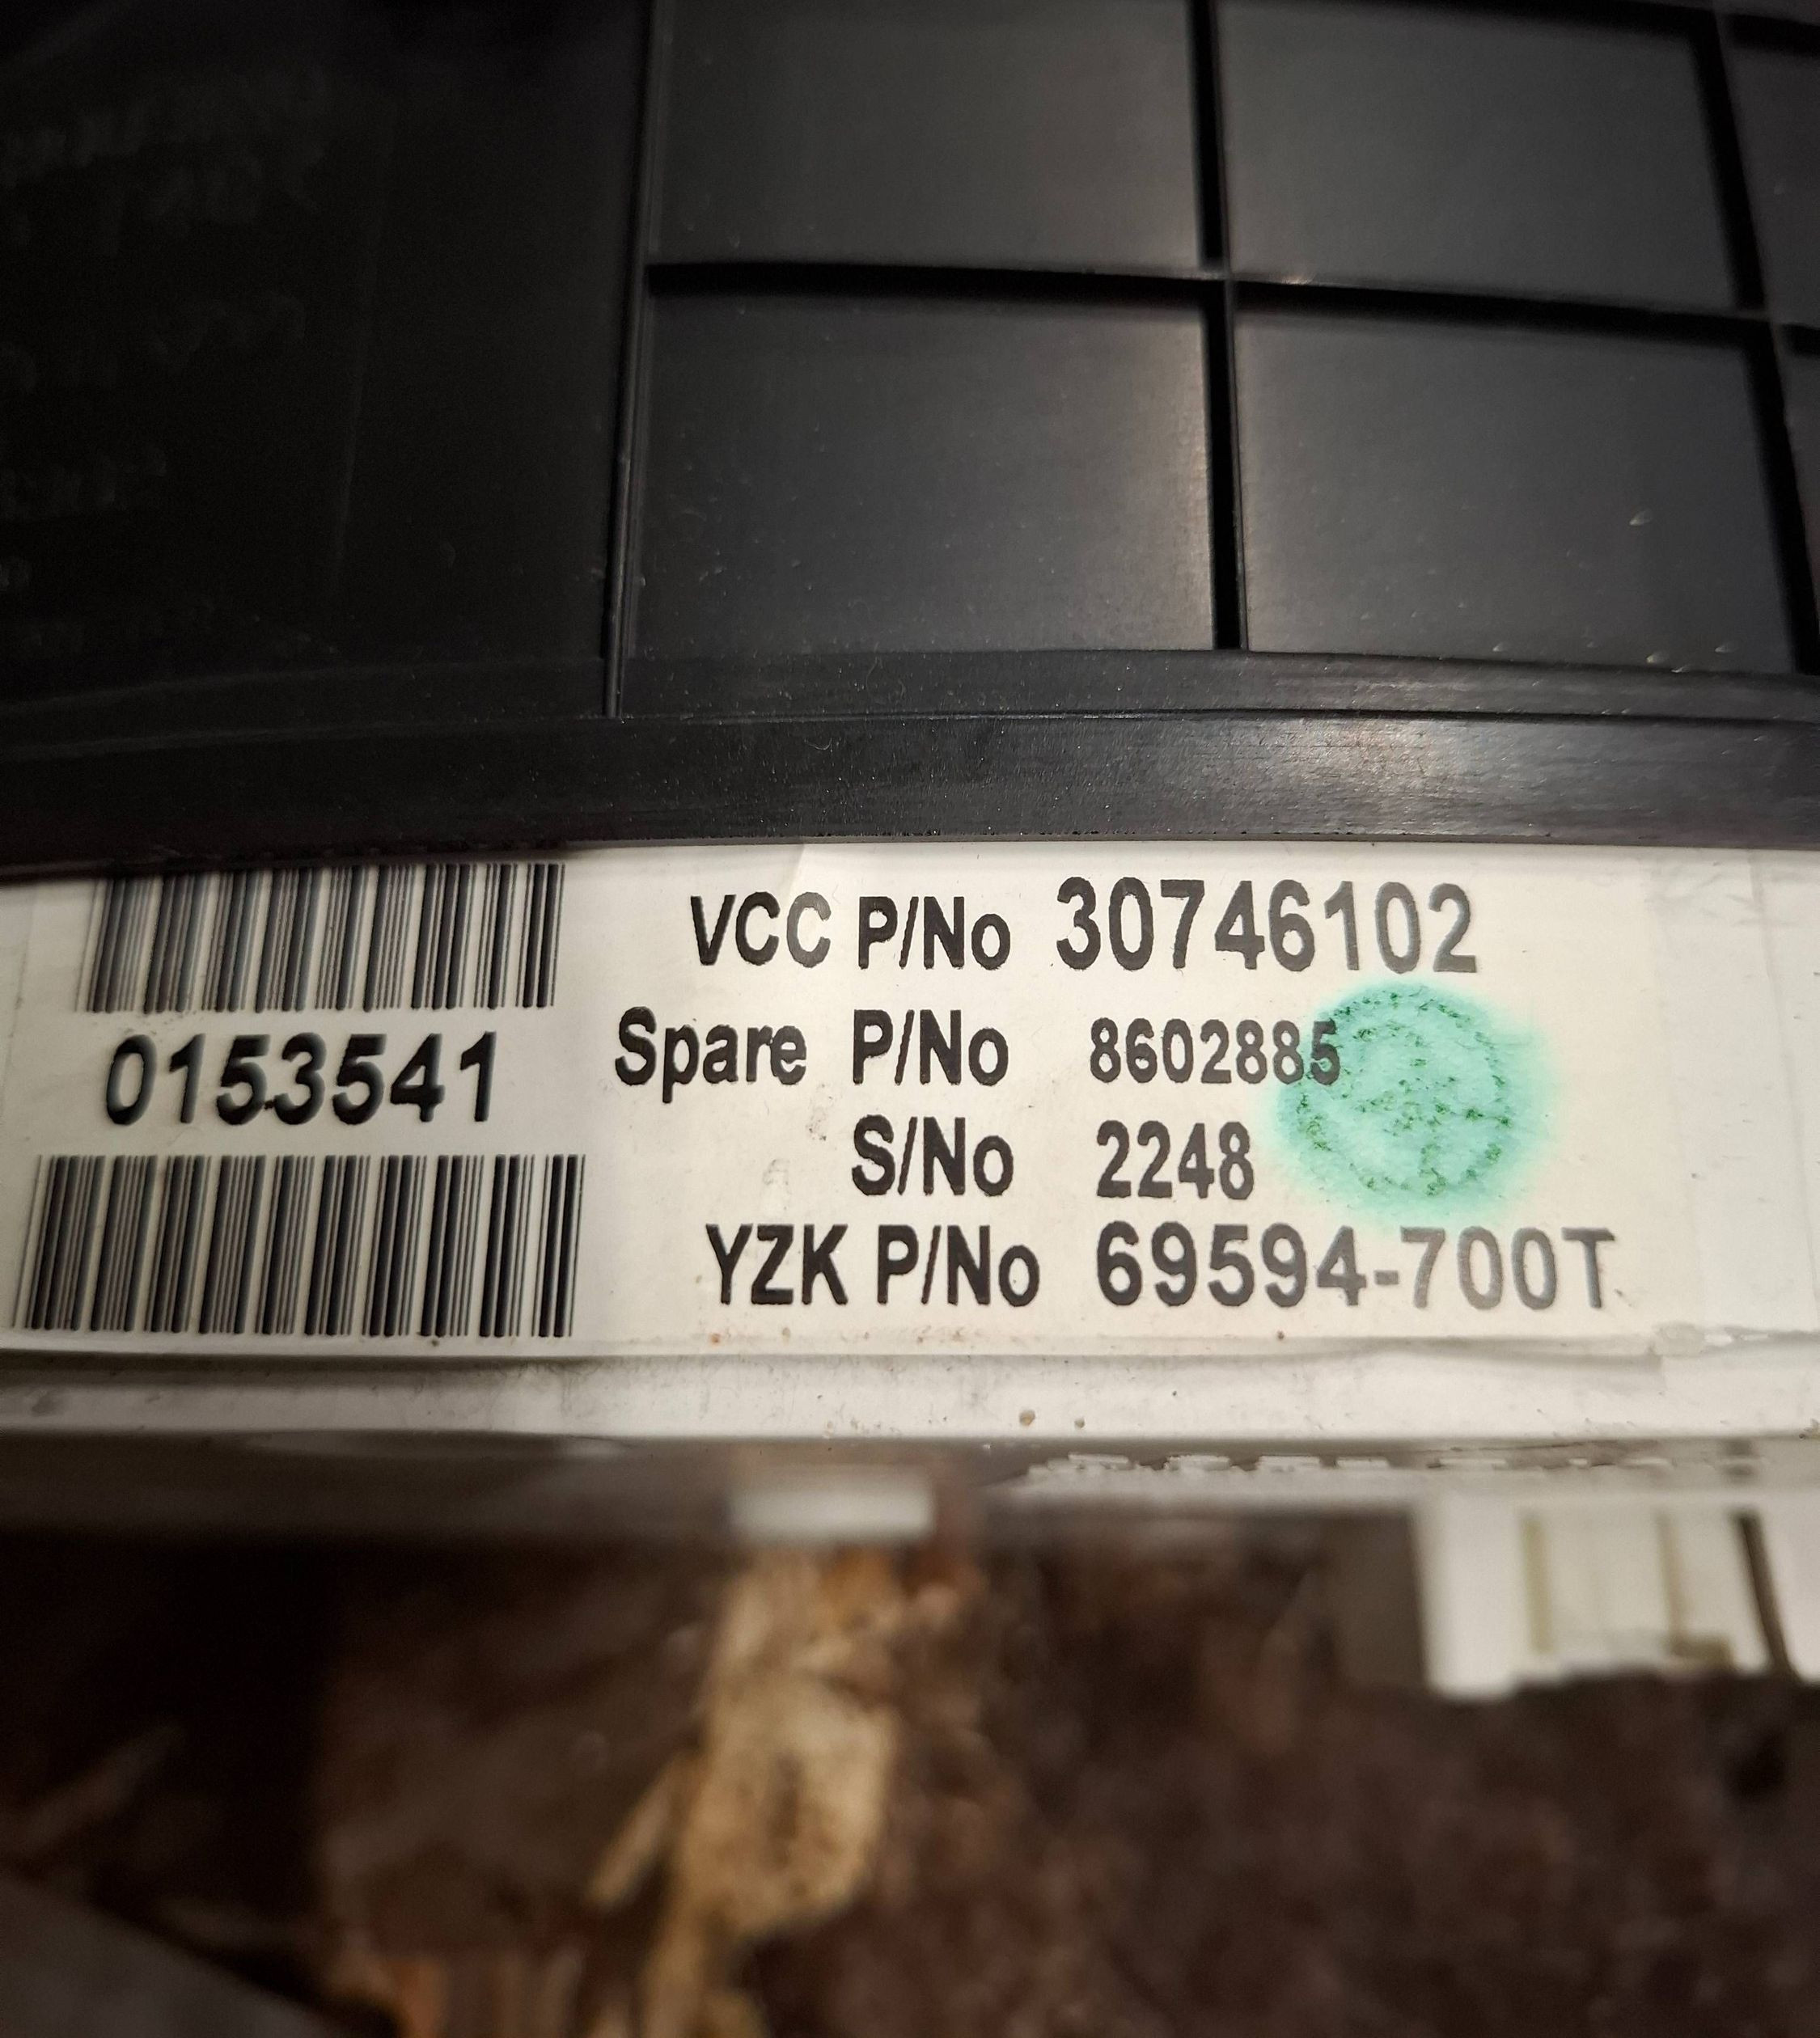 VCC P/No 30746102
0153541
Spare P/No 8602885
S/No 2248
YZK P/No 69594-700T